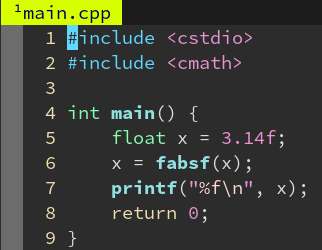 ¹main.cpp
1 #include <cstdio>
2 #include <cmath>
3
4 int main() {
5     float x = 3.14f;
6     x = fabsf(x);
7     printf("%f\n", x);
8     return 0;
9 }